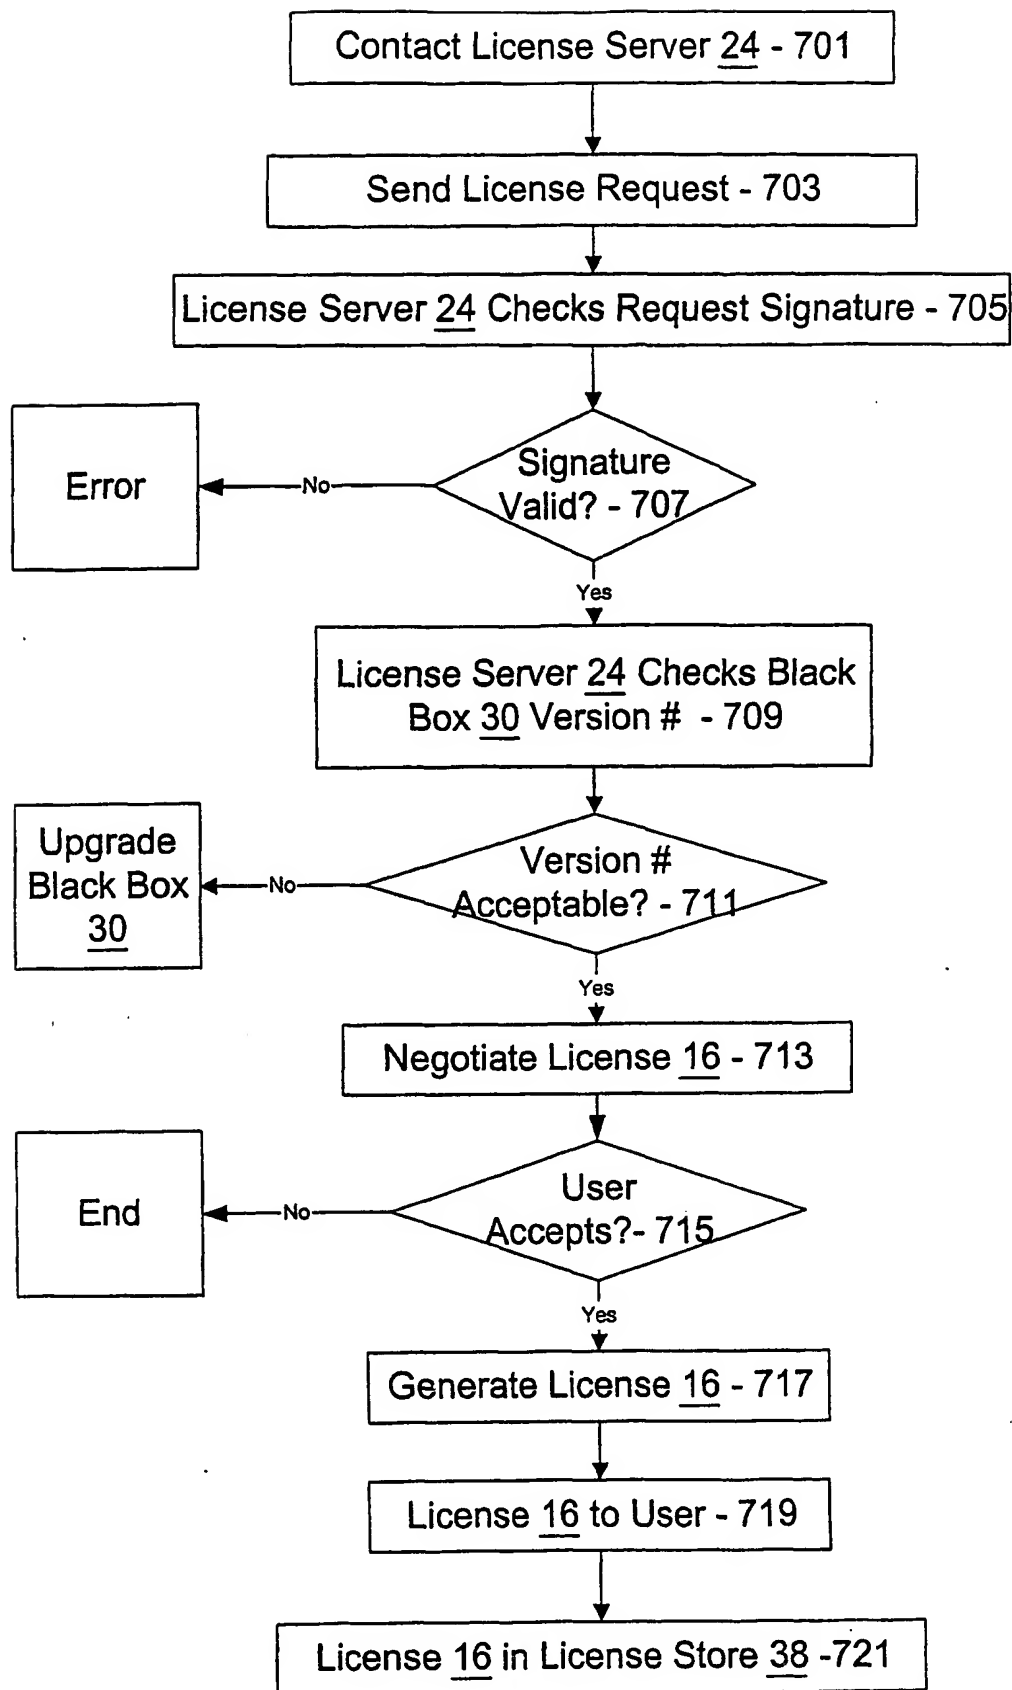 Contact License Server 24 - 701
Send License Request - 703
License Server 24 Checks Request Signature - 705
Signature
Valid? - 707
No
Error
Yes
License Server 24 Checks Black
Box 30 Version # - 709
Version #
Acceptable? - 711
No
Upgrade
Black Box
30
Yes
Negotiate License 16 - 713
User
Accepts?- 715
No
End
Yes
Generate License 16 - 717
License 16 to User - 719
License 16 in License Store 38 -721